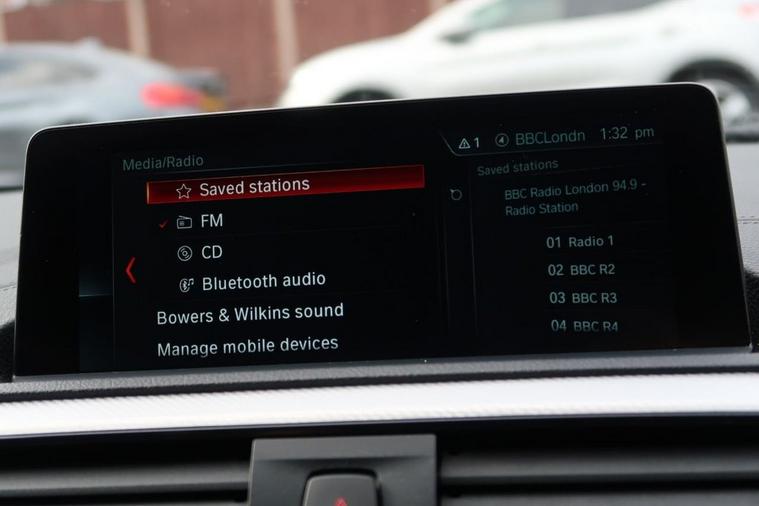 1 BBCLondn 1:32 pm
Media/Radio
Saved stations
FM
CD
Bluetooth audio
Bowers & Wilkins sound
Manage mobile devices
Saved stations
BBC Radio London 94.9 -
Radio Station
01 Radio 1
02 BBC R2
03 BBC R3
04 BBC R4